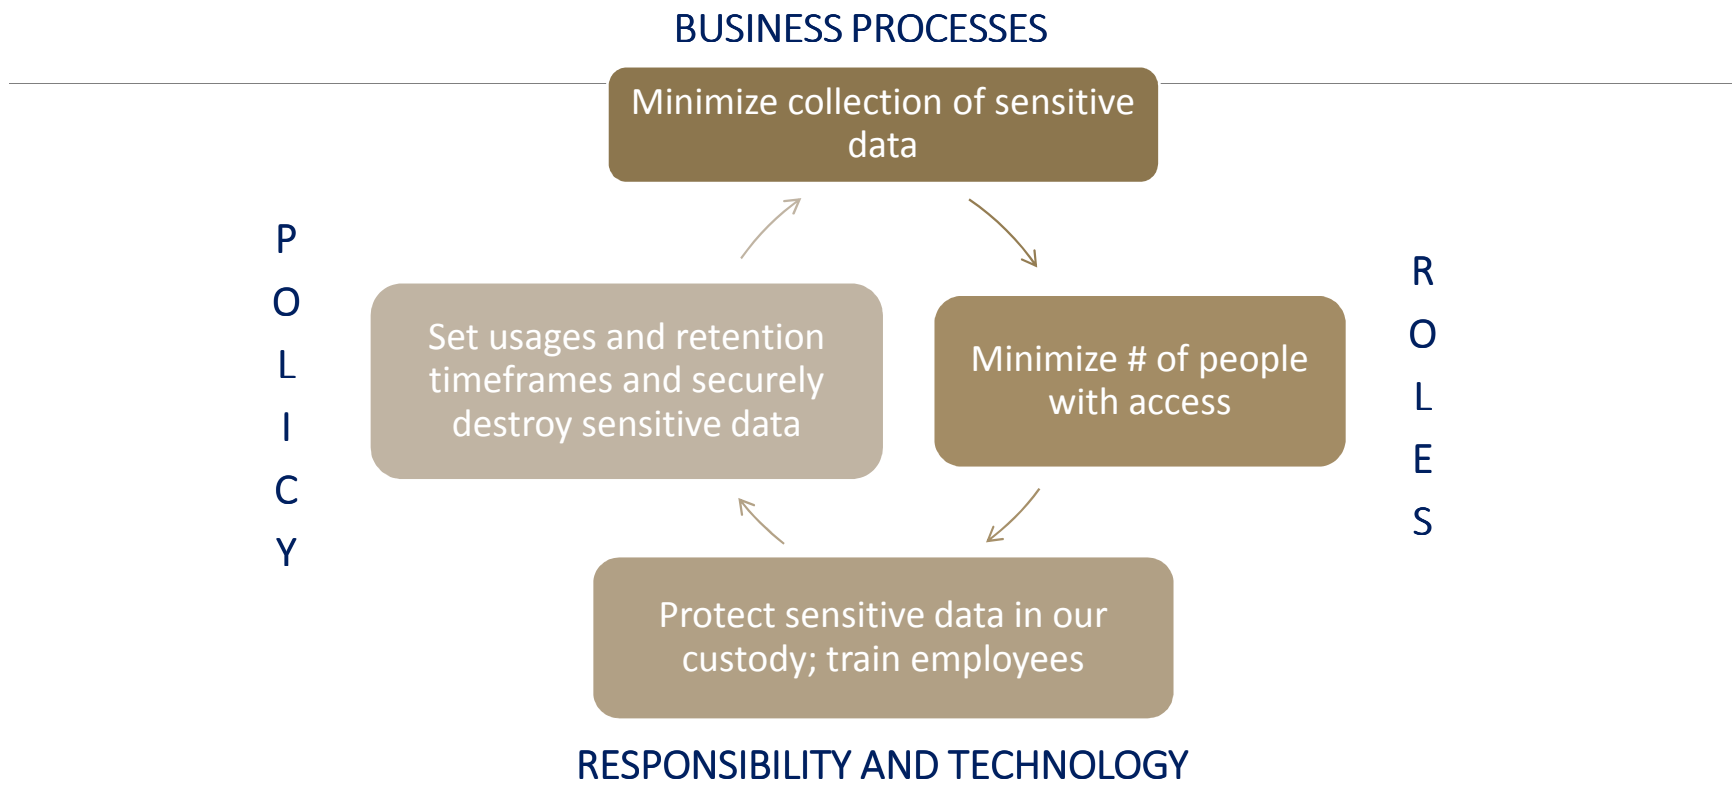 BUSINESS PROCESSES
Minimize collection of sensitive
data
P
O
L
I
C
Y
Set usages and retention
timeframes and securely
destroy sensitive data
Minimize # of people
with access
R
O
L
E
S
Protect sensitive data in our
custody; train employees
RESPONSIBILITY AND TECHNOLOGY